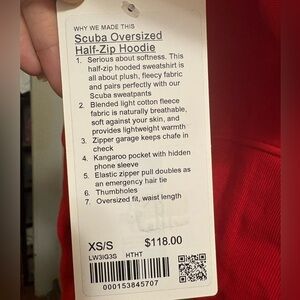 WHY WE MADE THIS
Scuba Oversized
Half-Zip Hoodie
1. Serious about softness. This
half-zip hooded sweatshirt is
all about plush, fleecy fabric
and pairs perfectly with our
Scuba sweatpants
2. Blended light cotton fleece
fabric is naturally breathable,
soft against your skin, and
provides lightweight warmth
3. Zipper garage keeps chafe in
check
4. Kangaroo pocket with hidden
phone sleeve
5. Elastic zipper pull doubles as
an emergency hair tie
6. Thumbholes
7. Oversized fit, waist length
XS/S $118.00
LW3IG3S HTHT
000153845707